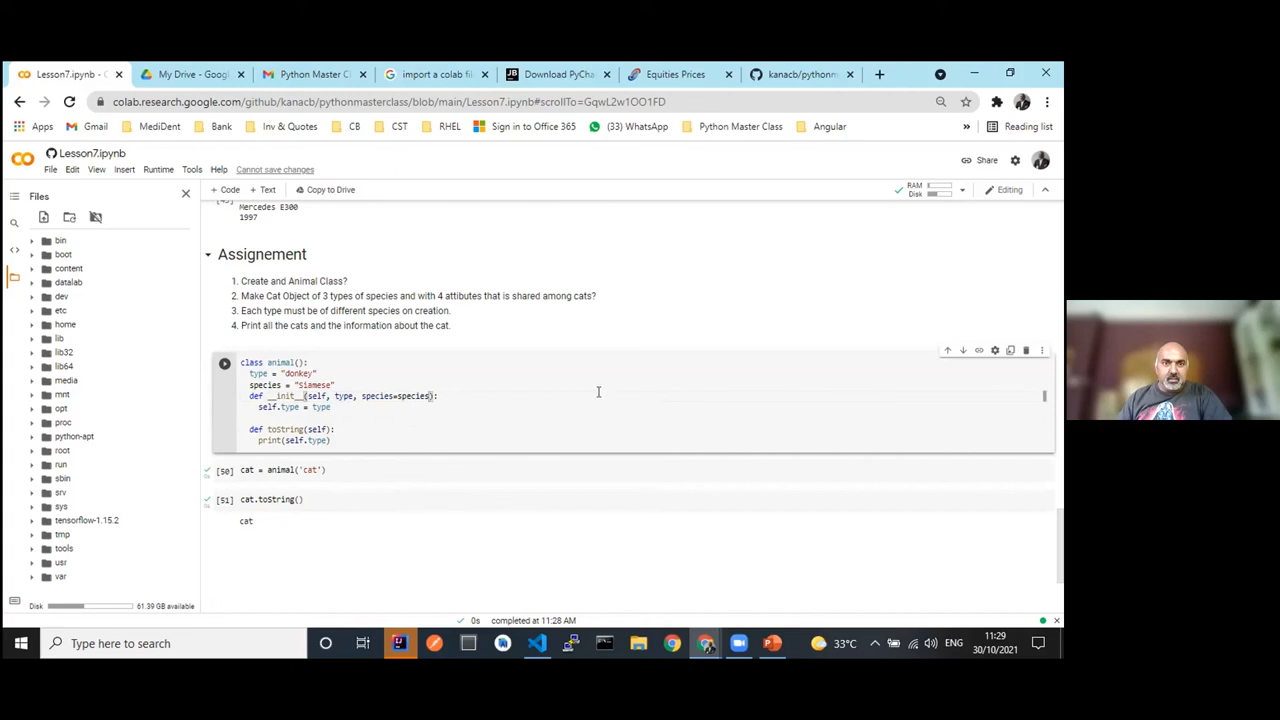 Lesson7.ipynb - C
My Drive - Googl
Python Master C
import a colab fi
Download PyCha
Equities Prices
kanacb/pythonm
colab.research.google.com/github/kanacb/pythonmasterclass/blob/main/Lesson7.ipynb#scrollTo=GqwL2w1OO1FD
Apps
Gmail
MediDent
Bank
Inv & Quotes
CB
CST
RHEL
Sign in to Office 365
(33) WhatsApp
Python Master Class
Angular
»
Reading list
Lesson7.ipynb
File Edit View Insert Runtime Tools Help Cannot save changes
Share
+ Code + Text Copy to Drive
RAM
Disk
Editing
Files
bin
boot
content
datalab
dev
etc
home
lib
lib32
lib64
media
mnt
opt
proc
python-apt
root
run
sbin
srv
sys
tensorflow-1.15.2
tmp
tools
usr
var
Disk 61.39 GB available
Mercedes E300
1997
Assignement
1. Create and Animal Class?
2. Make Cat Object of 3 types of species and with 4 attibutes that is shared among cats?
3. Each type must be of different species on creation.
4. Print all the cats and the information about the cat.
class animal():
type = "donkey"
species = "Siamese"
def __init__(self, type, species=species):
self.type = type
def toString(self):
print(self.type)
[50] cat = animal('cat')
[51] cat.toString()
cat
0s completed at 11:28 AM
Type here to search
33°C
ENG
11:29
30/10/2021